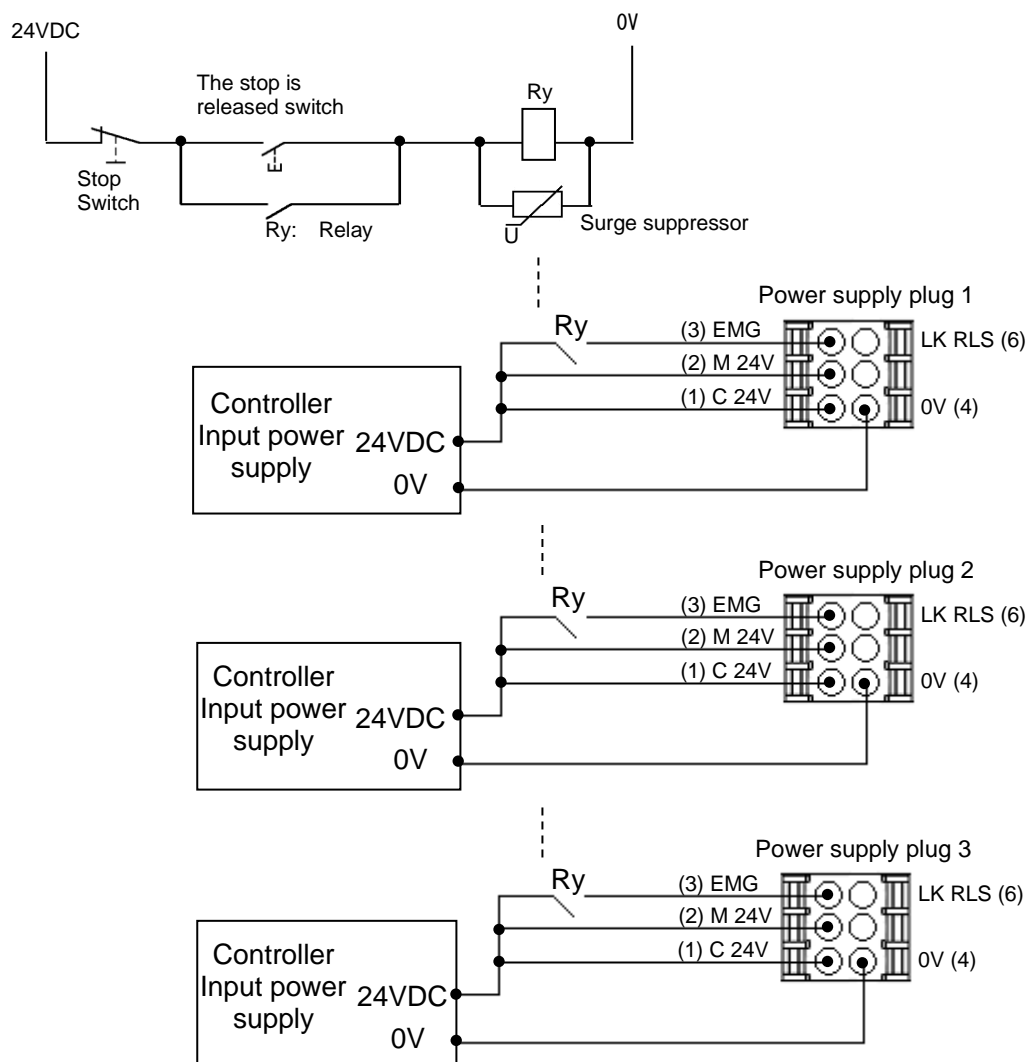 24VDC
0V
The stop is
released switch
Ry
Stop
Switch
Ry: Relay
U
Surge suppressor
Power supply plug 1
Ry
(3) EMG
LK RLS (6)
(2) M 24V
(1) C 24V
0V (4)
Controller
Input power
supply
24VDC
0V
Power supply plug 2
Ry
(3) EMG
LK RLS (6)
(2) M 24V
(1) C 24V
0V (4)
Controller
Input power
supply
24VDC
0V
Power supply plug 3
Ry
(3) EMG
LK RLS (6)
(2) M 24V
(1) C 24V
0V (4)
Controller
Input power
supply
24VDC
0V